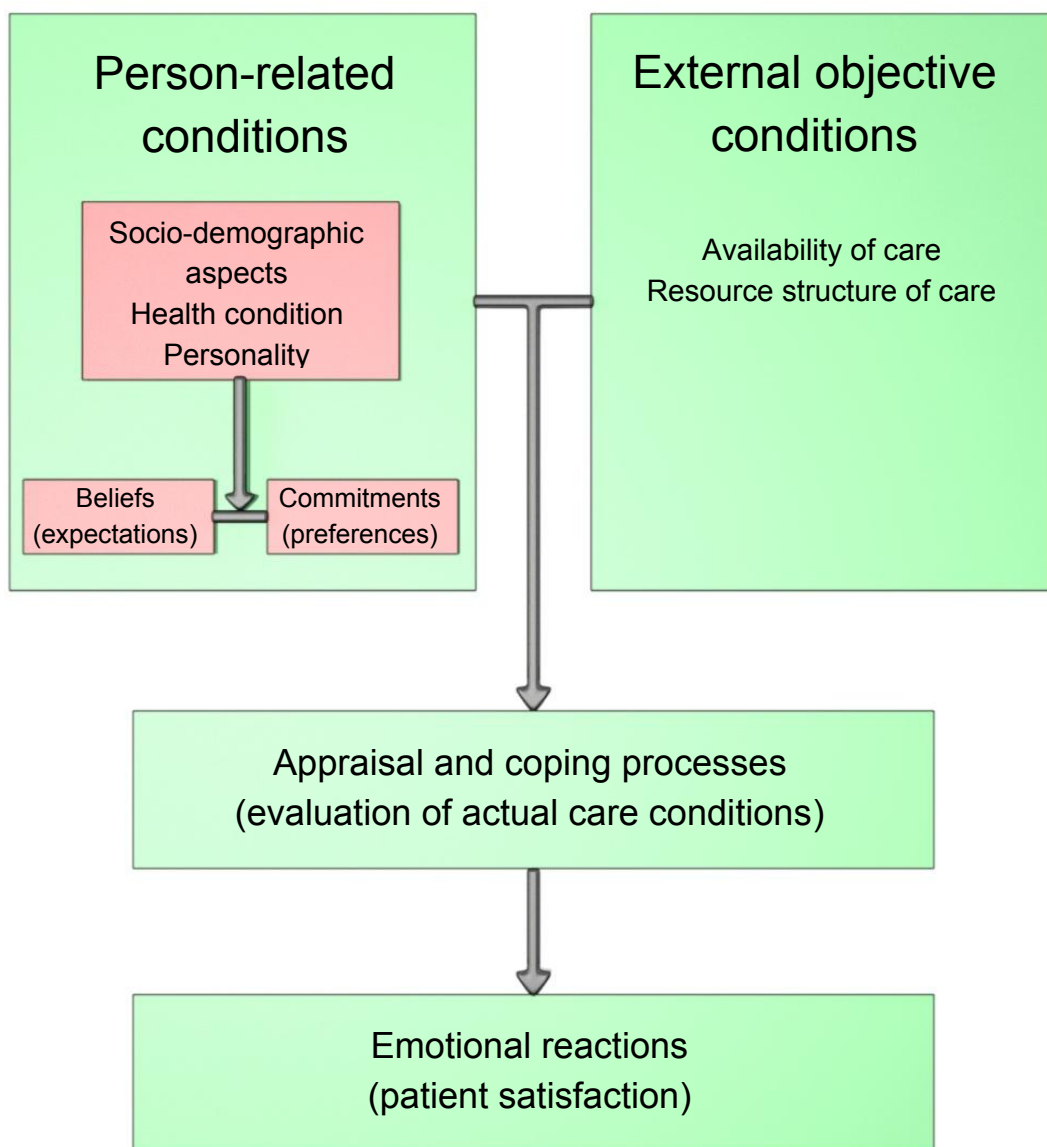 Person-related
conditions
Socio-demographic
aspects
Health condition
Personality
Beliefs
(expectations)
Commitments
(preferences)
External objective
conditions
Availability of care
Resource structure of care
Appraisal and coping processes
(evaluation of actual care conditions)
Emotional reactions
(patient satisfaction)